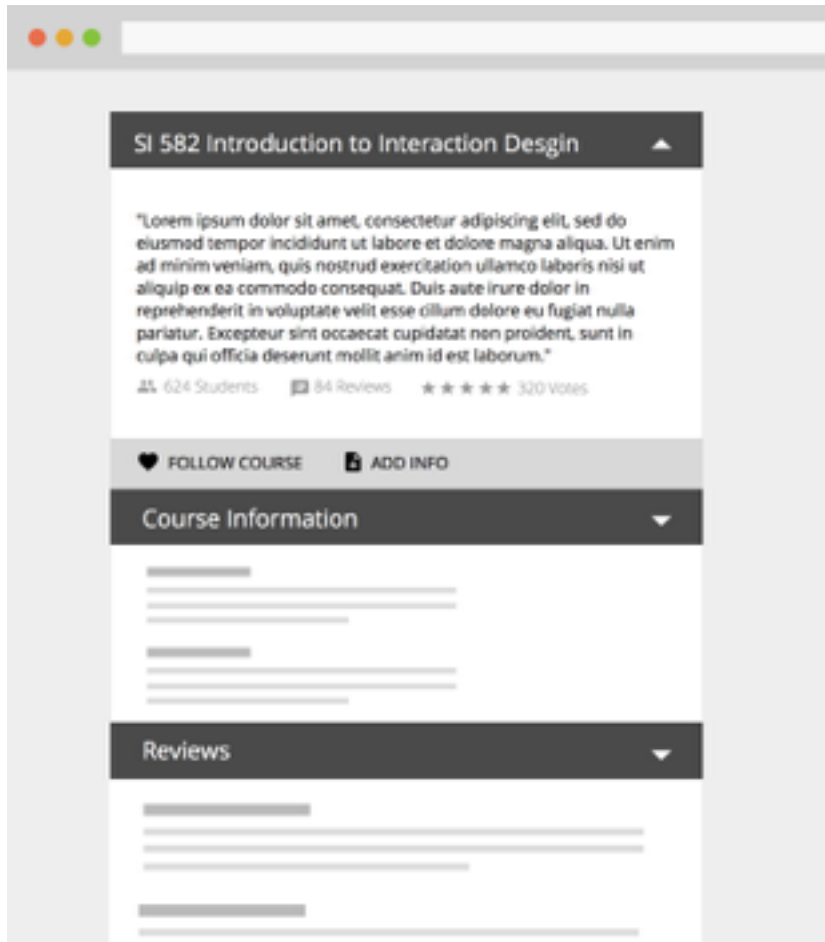 SI 582 Introduction to Interaction Desgin
"Lorem ipsum dolor sit amet, consectetur adipiscing elit, sed do
eiusmod tempor incididunt ut labore et dolore magna aliqua. Ut enim
ad minim veniam, quis nostrud exercitation ullamco laboris nisi ut
aliquip ex ea commodo consequat. Duis aute irure dolor in
reprehenderit in voluptate velit esse cillum dolore eu fugiat nulla
pariatur. Excepteur sint occaecat cupidatat non proident, sunt in
culpa qui officia deserunt mollit anim id est laborum."
624 Students 84 Reviews ★★★★★ 320 Votes
FOLLOW COURSE ADD INFO
Course Information
Reviews